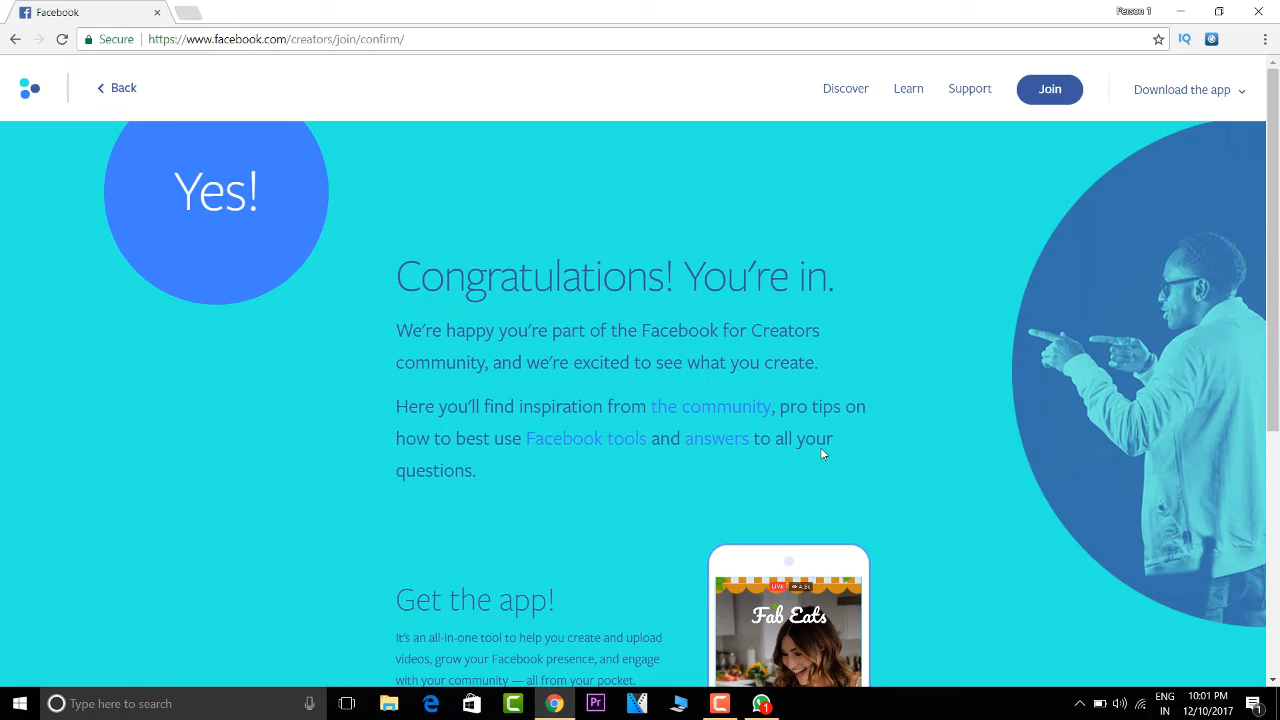 Facebook
Person 1
Secure
https://www.facebook.com/creators/join/confirm/
IQ
Back
Discover
Learn
Support
Join
Download the app
Yes!
Congratulations! You're in.
We're happy you're part of the Facebook for Creators
community, and we're excited to see what you create.
Here you'll find inspiration from the community, pro tips on
how to best use Facebook tools and answers to all your
questions.
Get the app!
It's an all-in-one tool to help you create and upload
videos, grow your Facebook presence, and engage
with your community — all from your pocket.
LIVE
Fab Eats
Type here to search
Pr
1
ENG
IN
10:01 PM
12/10/2017
1